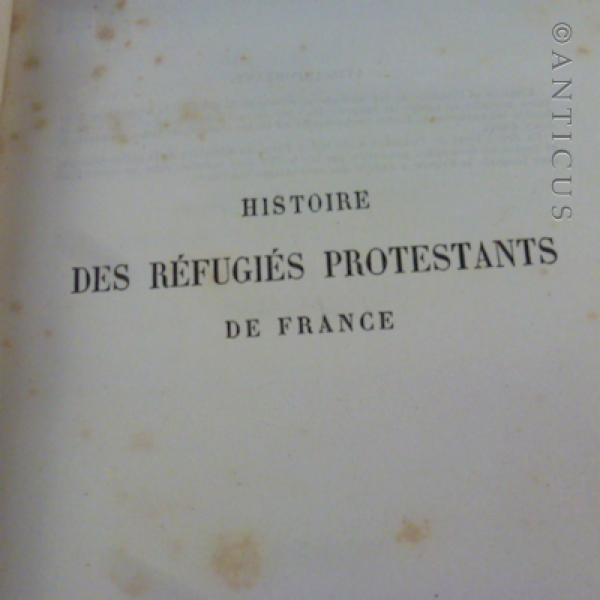 HISTOIRE
DES RÉFUGIÉS PROTESTANTS
DE FRANCE
©ANTICUS